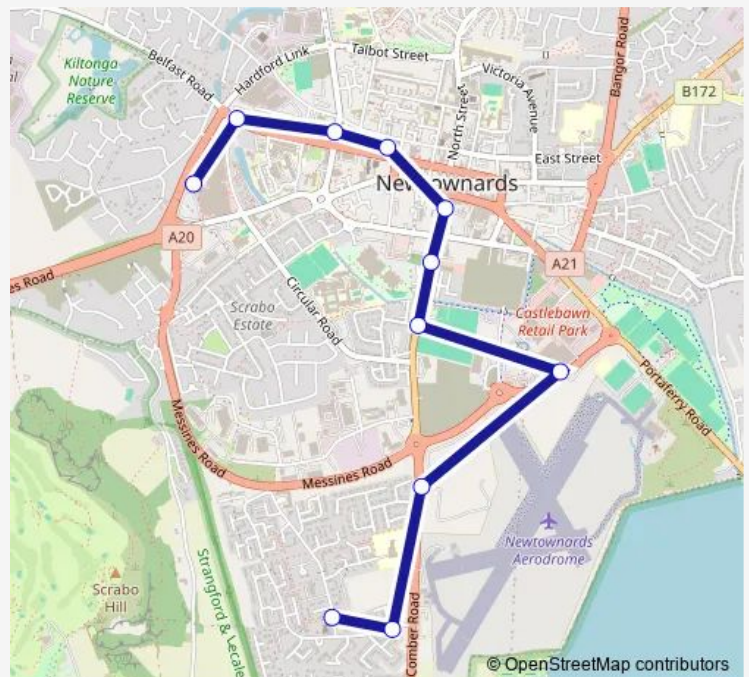 Kiltonga
Nature
Reserve
Belfast Road
Hardford Link
Talbot Street
Victoria Avenue
North Street
Bangor Road
B172
East Street
Newtownards
A20
A21
es Road
Circular Road
Scrabo
Estate
Castlebawn
Retail Park
Portaferry Road
Messines Road
Messines Road
Newtownards
Aerodrome
Scrabo
Hill
Strangford & Lecale
Comber Road
© OpenStreetMap contributors